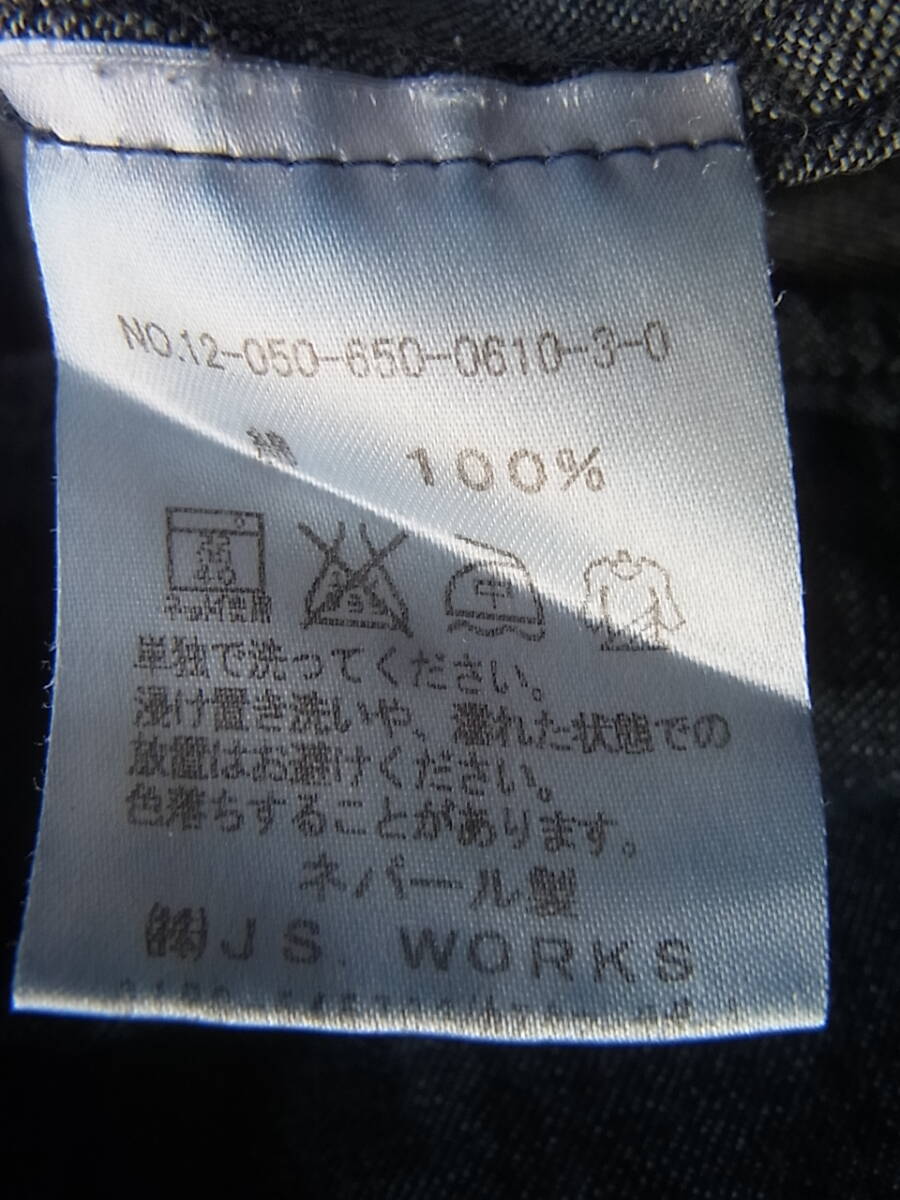 NO.12-050-650-0610-3-0
綿 100%
ネット使用
中
単独で洗ってください。
浸け置き洗いや、濡れた状態での
放置はお避けください。
色落ちすることがあります。
ネパール製
㈱JS. WORKS